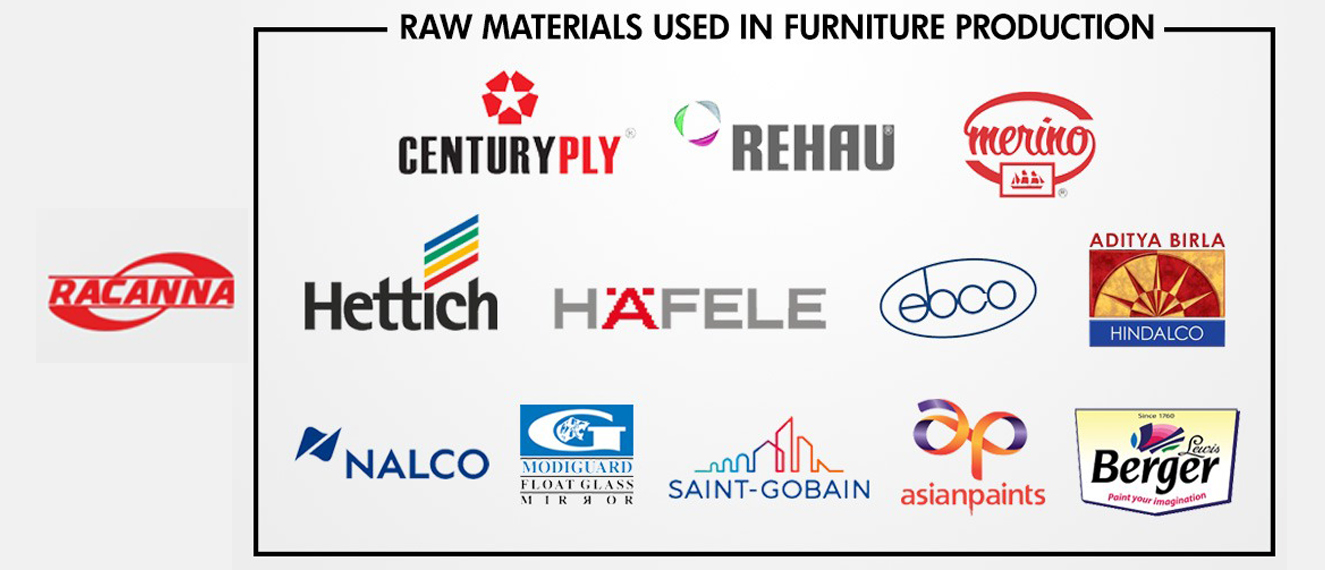 RAW MATERIALS USED IN FURNITURE PRODUCTION
CENTURYPLY®
REHAU®
merino®
RACANNA
Hettich
HÄFELE
ebco
ADITYA BIRLA
HINDALCO
NALCO
G
MODIGUARD
FLOAT GLASS
MIRЯOR
SAINT-GOBAIN
ap
asianpaints
Since 1760
Lewis
Berger
Paint your imagination